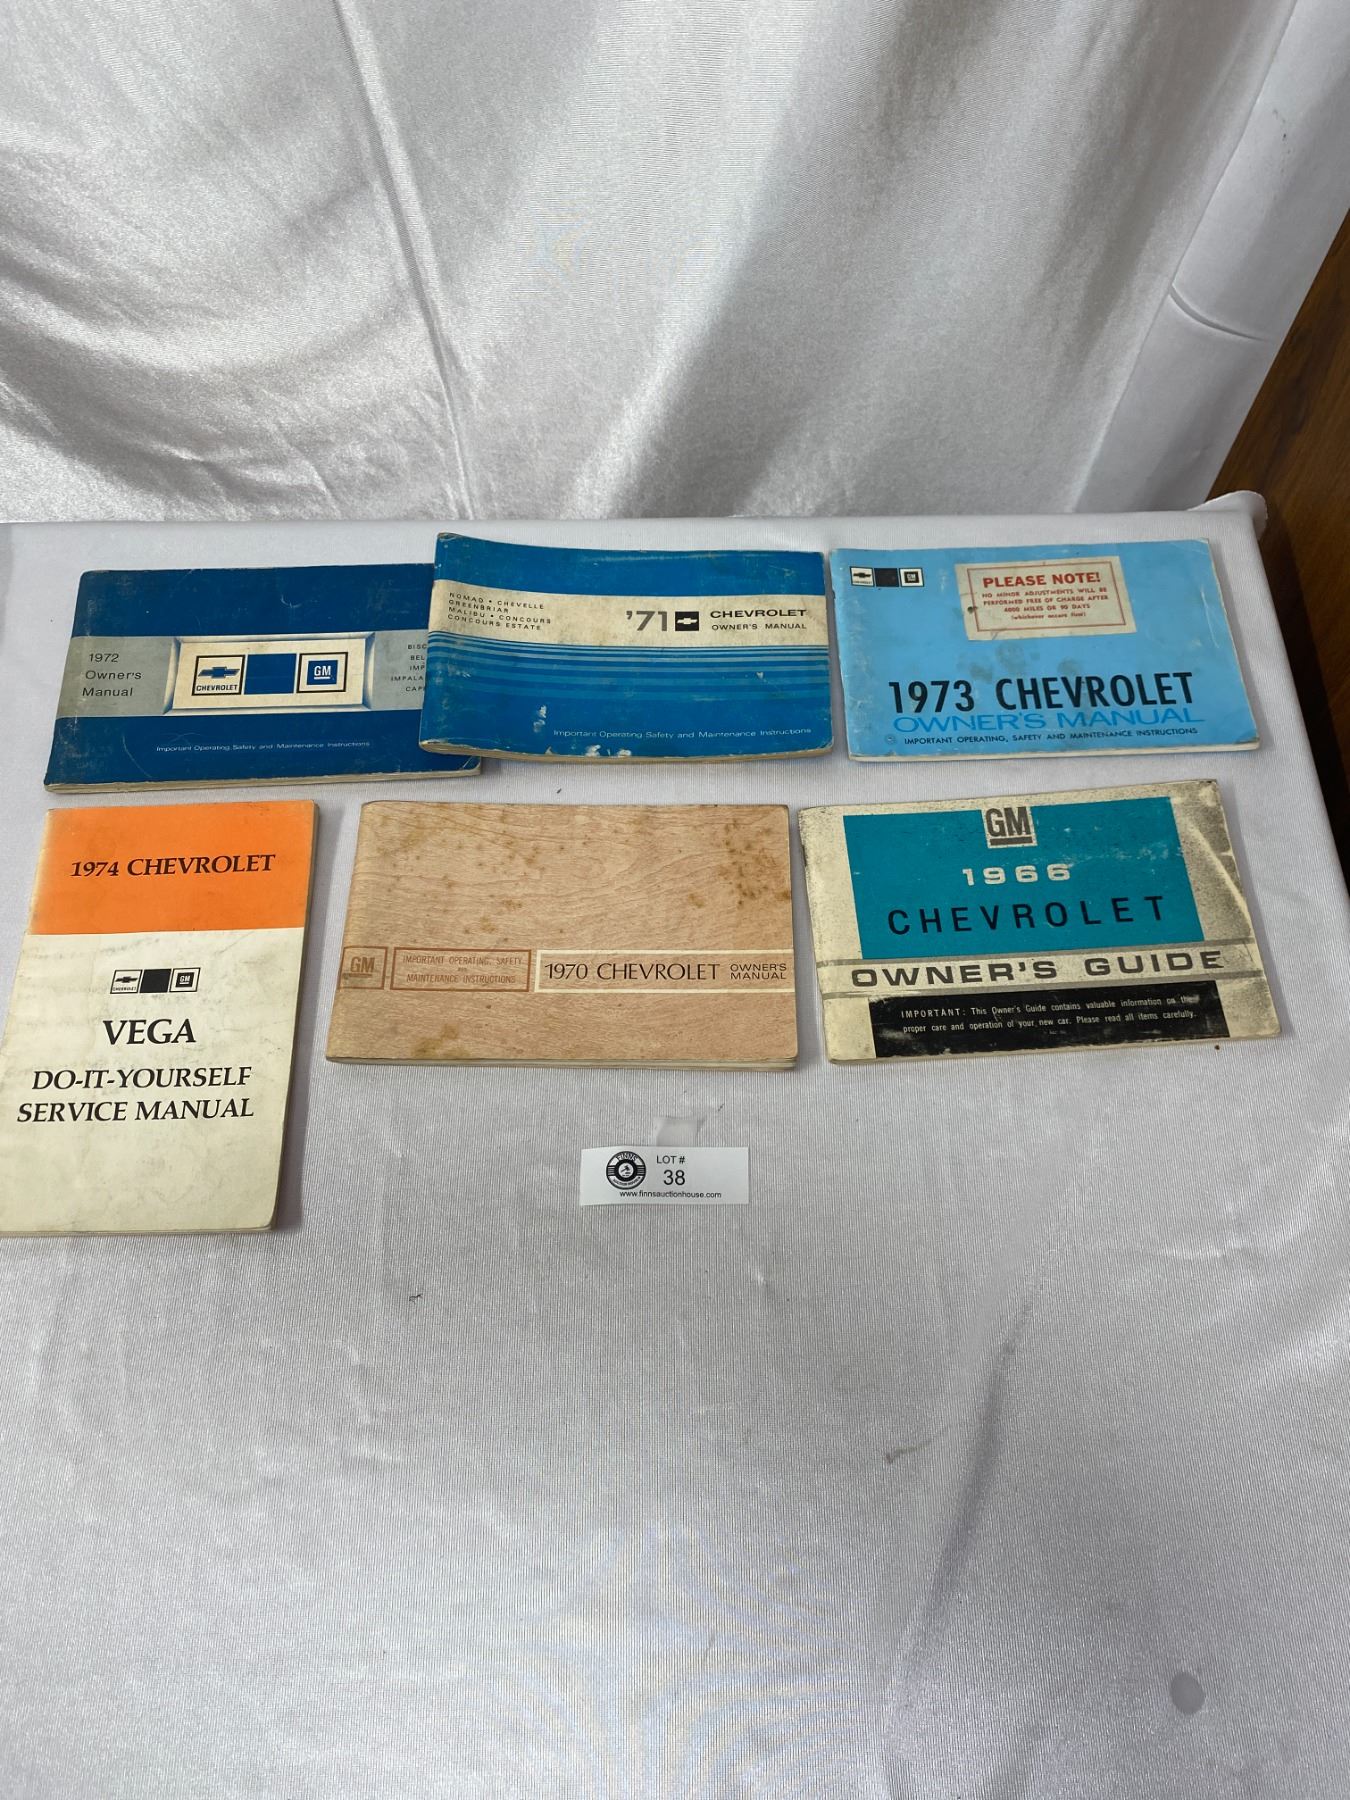 1972
Owner's
Manual
CHEVROLET
GM
IMPALA
Important Operating, Safety and Maintenance Instructions
NOMAD • CHEVELLE
GREENBRIAR
MALIBU • CONCOURS
CONCOURS ESTATE
'71 CHEVROLET
OWNER'S MANUAL
Important Operating, Safety and Maintenance Instructions
CHEVROLET
GM
PLEASE NOTE!
NO MINOR ADJUSTMENTS WILL BE
PERFORMED FREE OF CHARGE AFTER
4000 MILES OR 90 DAYS
(whichever occurs first)
1973 CHEVROLET
OWNER'S MANUAL
IMPORTANT OPERATING, SAFETY AND MAINTENANCE INSTRUCTIONS
1974 CHEVROLET
CHEVROLET
GM
VEGA
DO-IT-YOURSELF
SERVICE MANUAL
GM
IMPORTANT OPERATING, SAFETY
AND
MAINTENANCE INSTRUCTIONS
1970 CHEVROLET OWNER'S
MANUAL
GM
1966
CHEVROLET
OWNER'S GUIDE
IMPORTANT: This Owner's Guide contains valuable information on the
proper care and operation of your new car. Please read all items carefully.
FINNS
LOT #
38
www.finnsauctionhouse.com